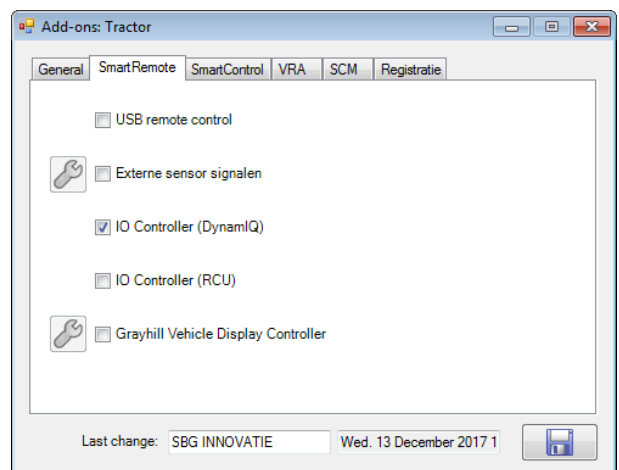 Add-ons: Tractor
General SmartRemote SmartControl VRA SCM Registratie
USB remote control
Externe sensor signalen
IO Controller (DynamIQ)
IO Controller (RCU)
Grayhill Vehicle Display Controller
Last change: SBG INNOVATIE Wed. 13 December 2017 1